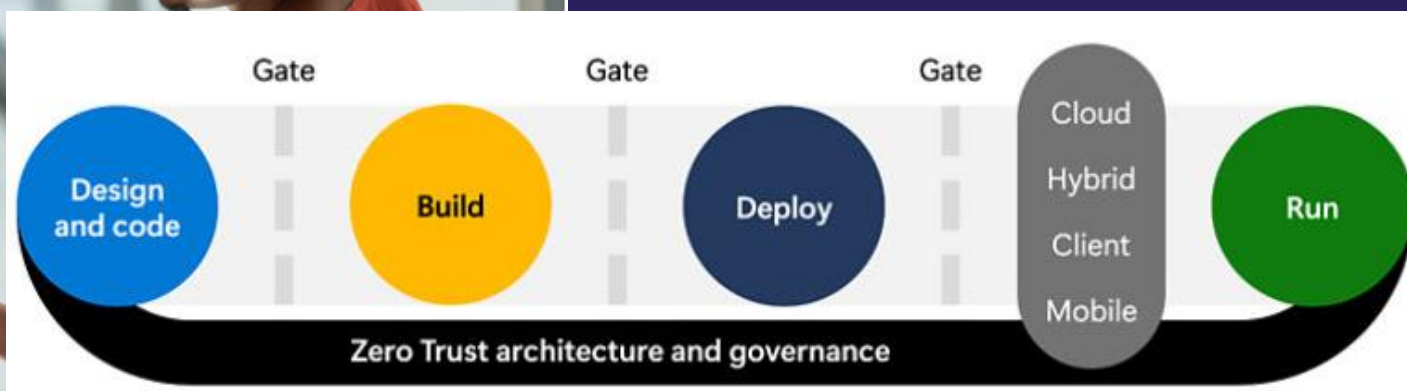 Gate
Gate
Gate
Design
and code
Build
Deploy
Cloud
Hybrid
Client
Mobile
Run
Zero Trust architecture and governance